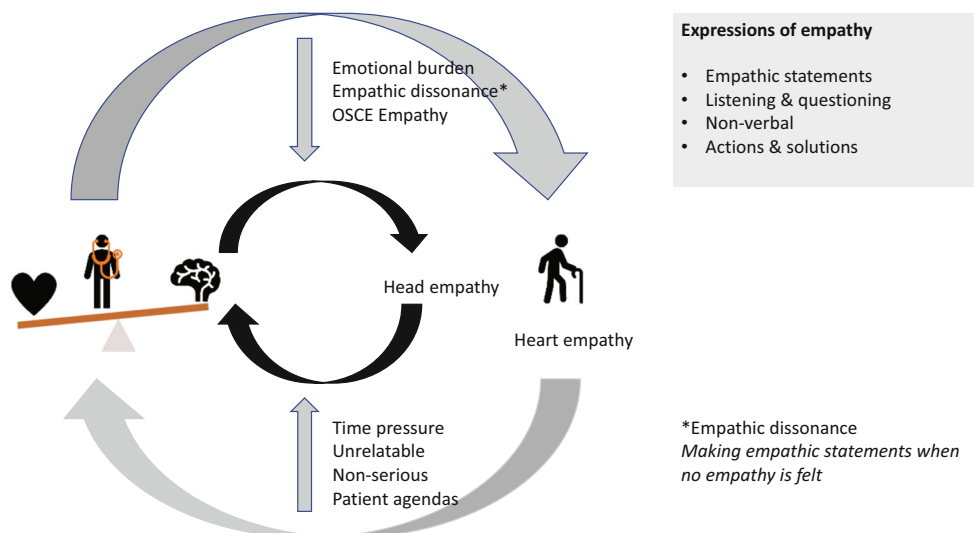 Emotional burden
Empathic dissonance*
OSCE Empathy
Expressions of empathy
• Empathic statements
• Listening & questioning
• Non-verbal
• Actions & solutions
Head empathy
Heart empathy
Time pressure
Unrelatable
Non-serious
Patient agendas
*Empathic dissonance
Making empathic statements when
no empathy is felt